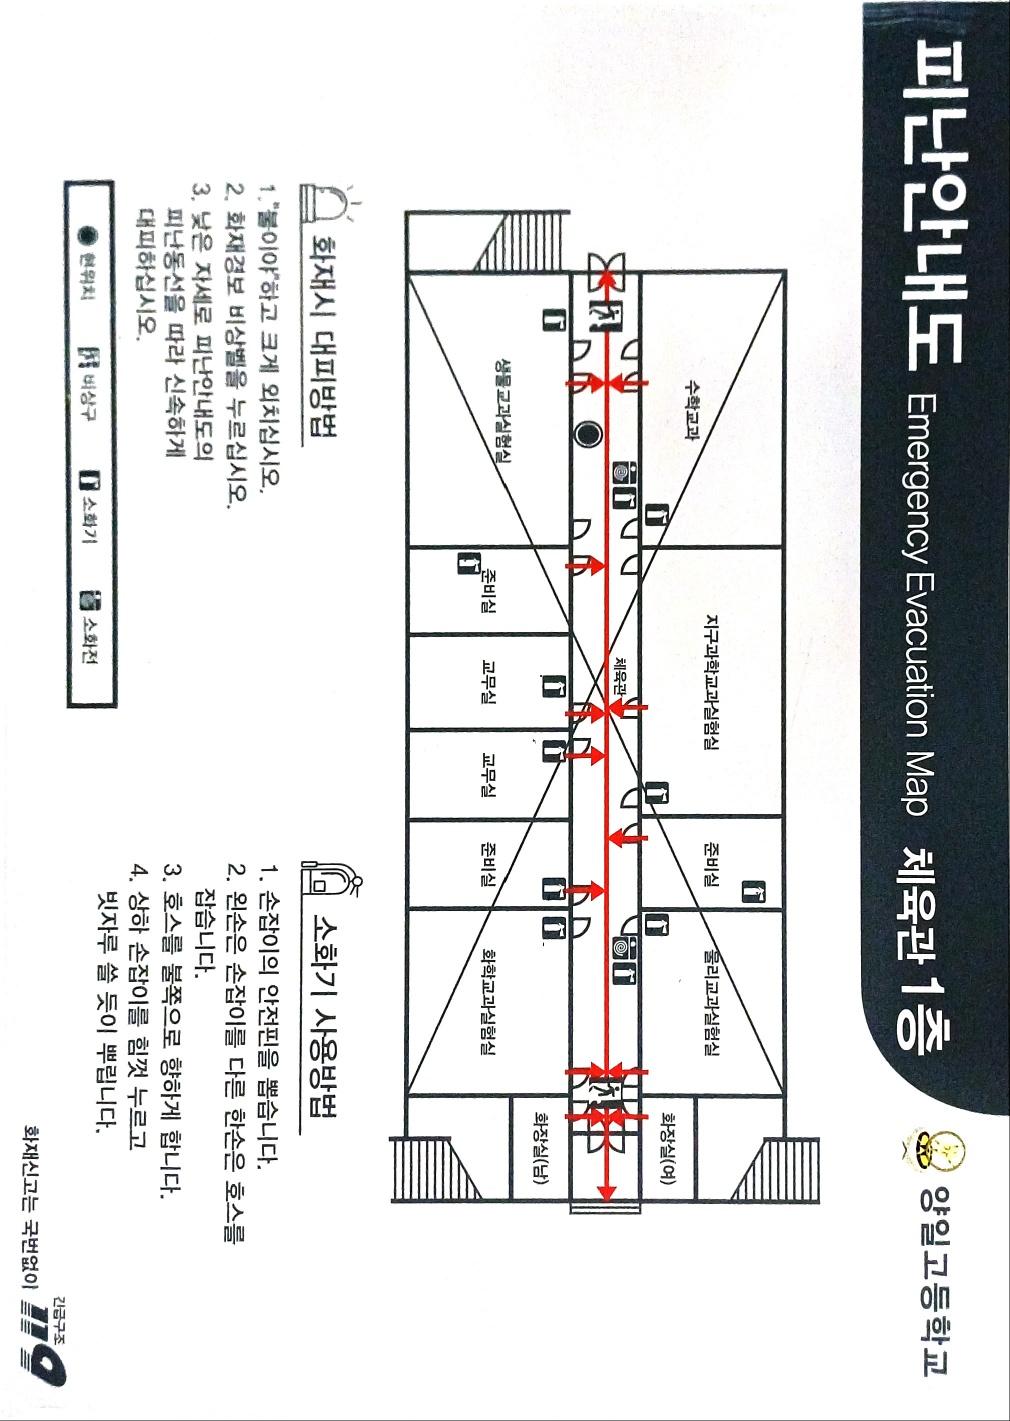 피난안내도 Emergency Evacuation Map 체육관 1층
양일고등학교
수학교과
지구과학교과실험실
준비실
물리교과실험실
화장실(여)
체육관
생물교과실험실
준비실
교무실
교무실
준비실
화학교과실험실
화장실(남)
화재시 대피방법
1."불이야"하고 크게 외치십시오.
2. 화재경보 비상벨을 누르십시오.
3. 낮은 자세로 피난안내도의
피난동선을 따라 신속하게
대피하십시오.
현위치 비상구 소화기 소화전
소화기 사용방법
1. 손잡이의 안전핀을 뽑습니다.
2. 왼손은 손잡이를 다른 한손은 호스를
잡습니다.
3. 호스를 불쪽으로 향하게 합니다.
4. 상하 손잡이를 힘껏 누르고
빗자루 쓸 듯이 뿌립니다.
긴급구조
화재신고는 국번없이 119